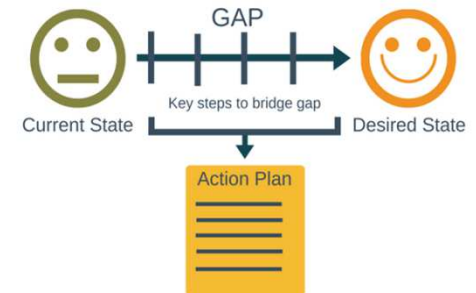 GAP
Key steps to bridge gap
Current State
Desired State
Action Plan